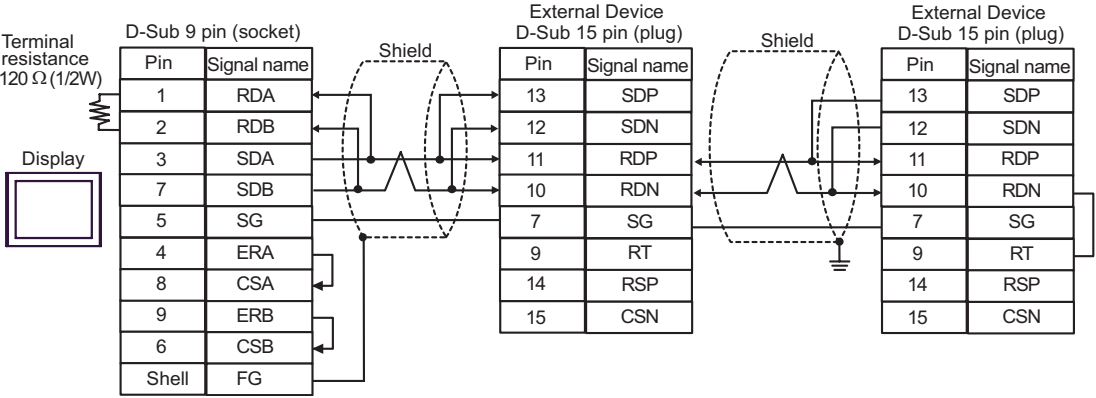 Terminal
resistance
120 Ω (1/2W)
Display
D-Sub 9 pin (socket)
Pin Signal name
1 RDA
2 RDB
3 SDA
7 SDB
5 SG
4 ERA
8 CSA
9 ERB
6 CSB
Shell FG
Shield
External Device
D-Sub 15 pin (plug)
Pin Signal name
13 SDP
12 SDN
11 RDP
10 RDN
7 SG
9 RT
14 RSP
15 CSN
Shield
External Device
D-Sub 15 pin (plug)
Pin Signal name
13 SDP
12 SDN
11 RDP
10 RDN
7 SG
9 RT
14 RSP
15 CSN